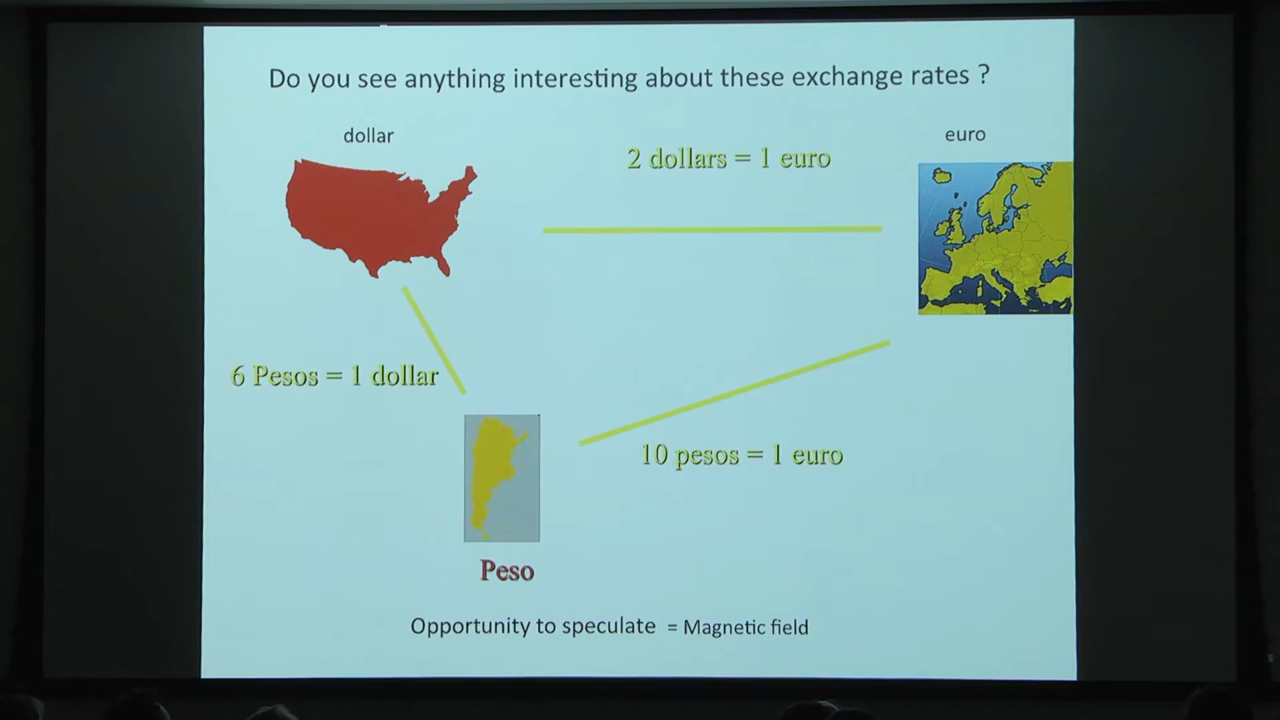 Do you see anything interesting about these exchange rates ?
dollar
euro
2 dollars = 1 euro
6 Pesos = 1 dollar
10 pesos = 1 euro
Peso
Opportunity to speculate = Magnetic field